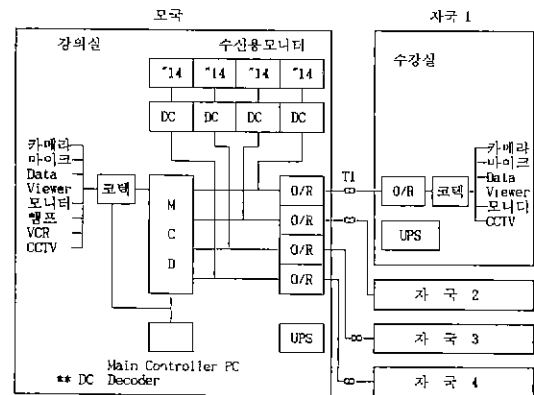 모국
자국 1
강의실
수신용모니터
수강실
"14 "14 "14 "14
DC DC DC DC
카메라
마이크
Data
Viewer
모니터
앰프
VCR
CCTV
코덱
M
C
D
O/R
O/R
O/R
O/R
T1
O/R
코덱
카메라
마이크
Data
Viewer
모니터
CCTV
UPS
UPS
자 국 2
자 국 3
자 국 4
Main Controller PC
** DC Decoder